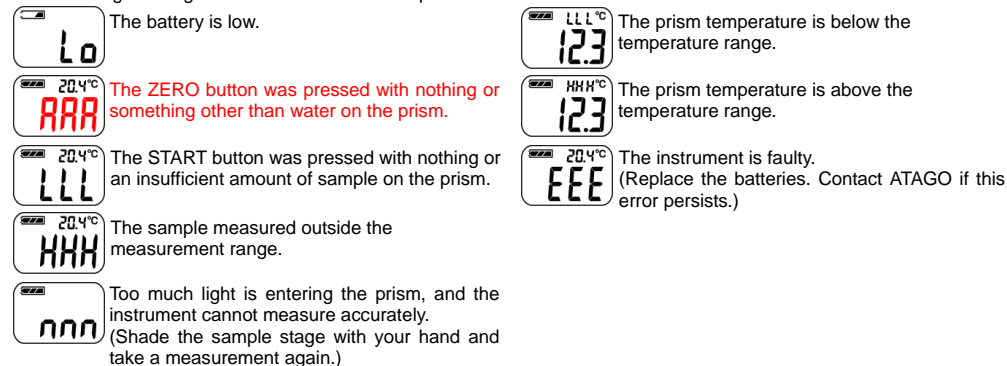 The battery is low.
Lo
20.4°C
AAA
The ZERO button was pressed with nothing or
something other than water on the prism.
20.4°C
LLL
The START button was pressed with nothing or
an insufficient amount of sample on the prism.
20.4°C
HHH
The sample measured outside the
measurement range.
nnn
Too much light is entering the prism, and the
instrument cannot measure accurately.
(Shade the sample stage with your hand and
take a measurement again.)
LLL°C
12.3
The prism temperature is below the
temperature range.
HHH°C
12.3
The prism temperature is above the
temperature range.
20.4°C
EEE
The instrument is faulty.
(Replace the batteries. Contact ATAGO if this
error persists.)